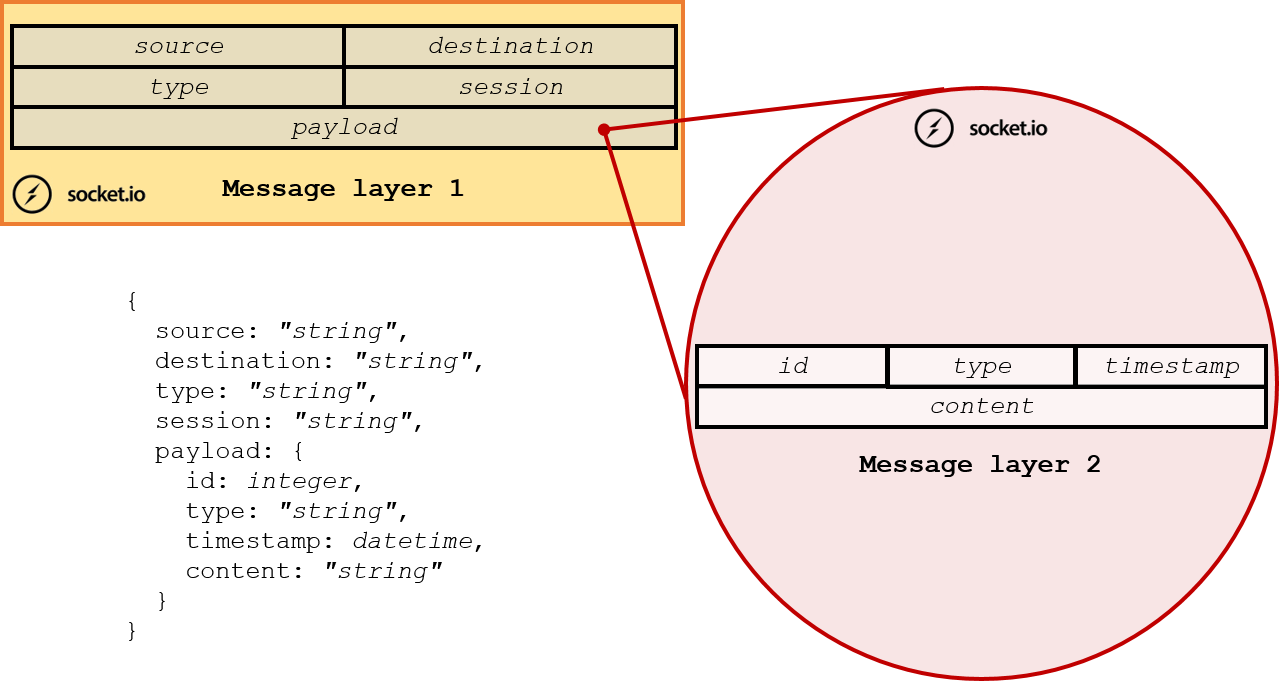 source destination
type session
payload
socket.io Message layer 1
socket.io
id type timestamp
content
Message layer 2
{
source: "string",
destination: "string",
type: "string",
session: "string",
payload: {
id: integer,
type: "string",
timestamp: datetime,
content: "string"
}
}